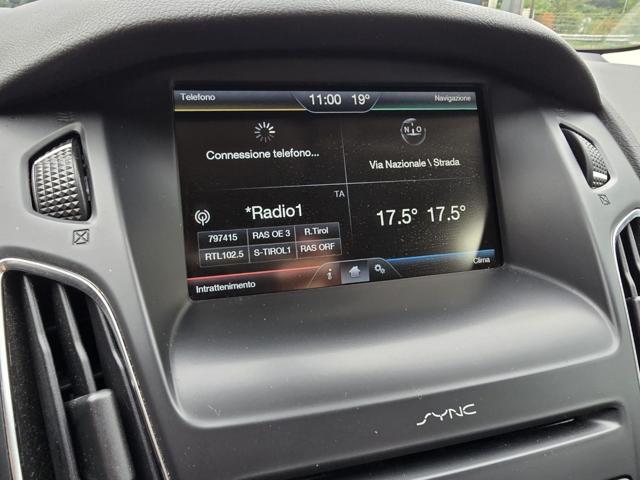 Telefono
11:00 19°
Navigazione
Connessione telefono...
N O
Via Nazionale \ Strada
TA
*Radio1
797415 RAS OE 3 R.Tirol
RTL102.5 S-TIROL1 RAS ORF
17.5° 17.5°
Intrattenimento
i
Clima
SYNC